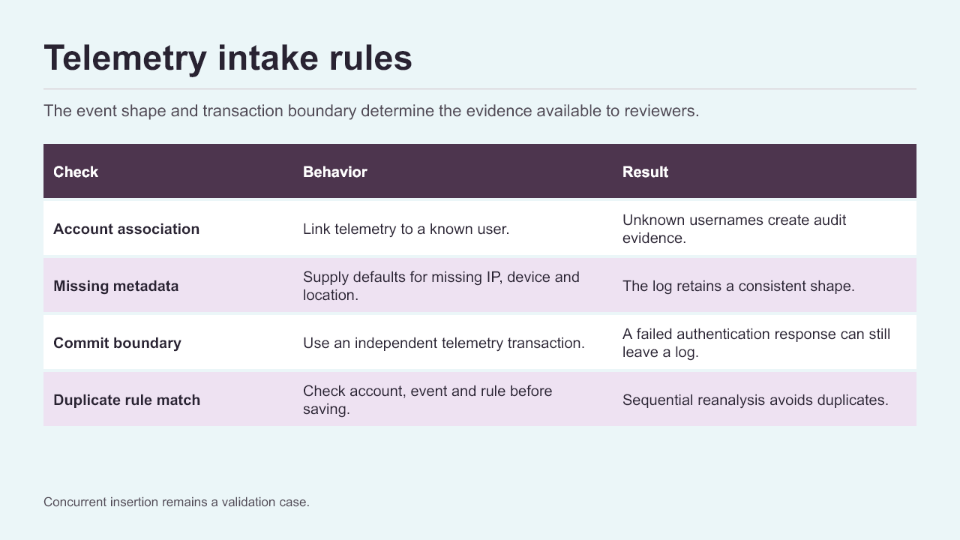 Telemetry intake rules
The event shape and transaction boundary determine the evidence available to reviewers.
Check
Behavior
Result
Account association
Link telemetry to a known user.
Unknown usernames create audit
evidence.
Missing metadata
Supply defaults for missing IP, device and
location.
The log retains a consistent shape.
Commit boundary
Use an independent telemetry transaction.
A failed authentication response can still
leave a log.
Duplicate rule match
Check account, event and rule before
saving.
Sequential reanalysis avoids duplicates.
Concurrent insertion remains a validation case.